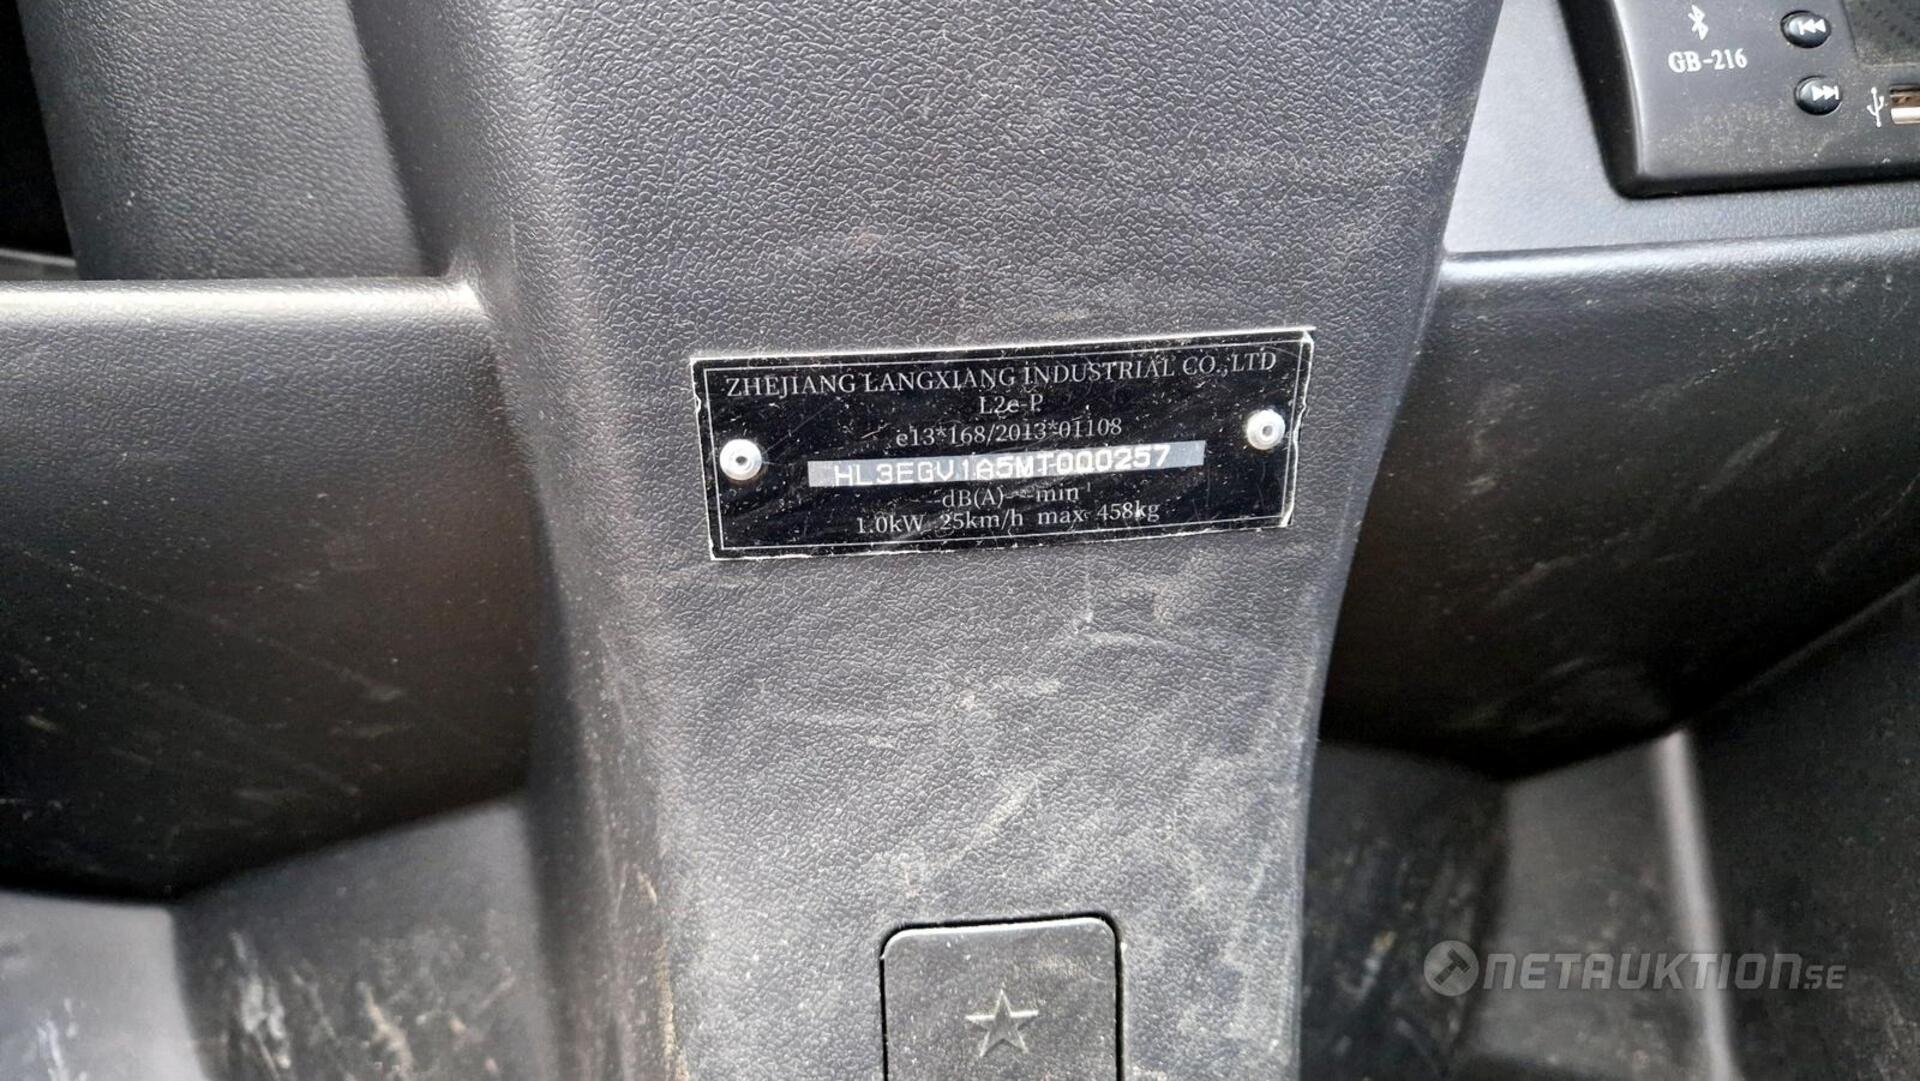 GB-216
ZHEJIANG LANGXIANG INDUSTRIAL CO.,LTD
L2e-P
e13*168/2013*01108
HL3EGV1A5MT000257
--dB(A)---min⁻¹
1.0kW 25km/h max 458kg
NETAUKTION.SE